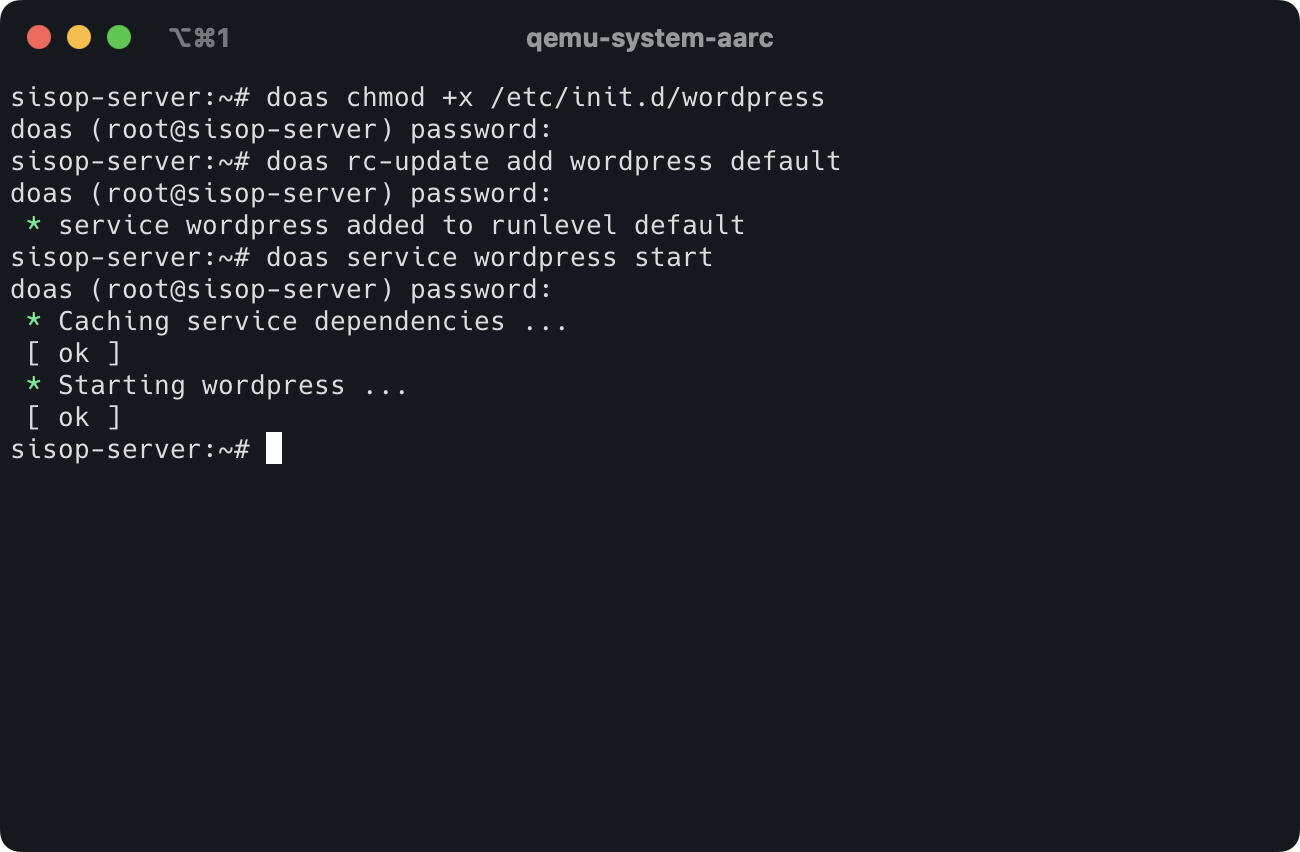 ⌥⌘1
qemu-system-aarc
sisop-server:~# doas chmod +x /etc/init.d/wordpress
doas (root@sisop-server) password:
sisop-server:~# doas rc-update add wordpress default
doas (root@sisop-server) password:
 * service wordpress added to runlevel default
sisop-server:~# doas service wordpress start
doas (root@sisop-server) password:
 * Caching service dependencies ...
 [ ok ]
 * Starting wordpress ...
 [ ok ]
sisop-server:~#